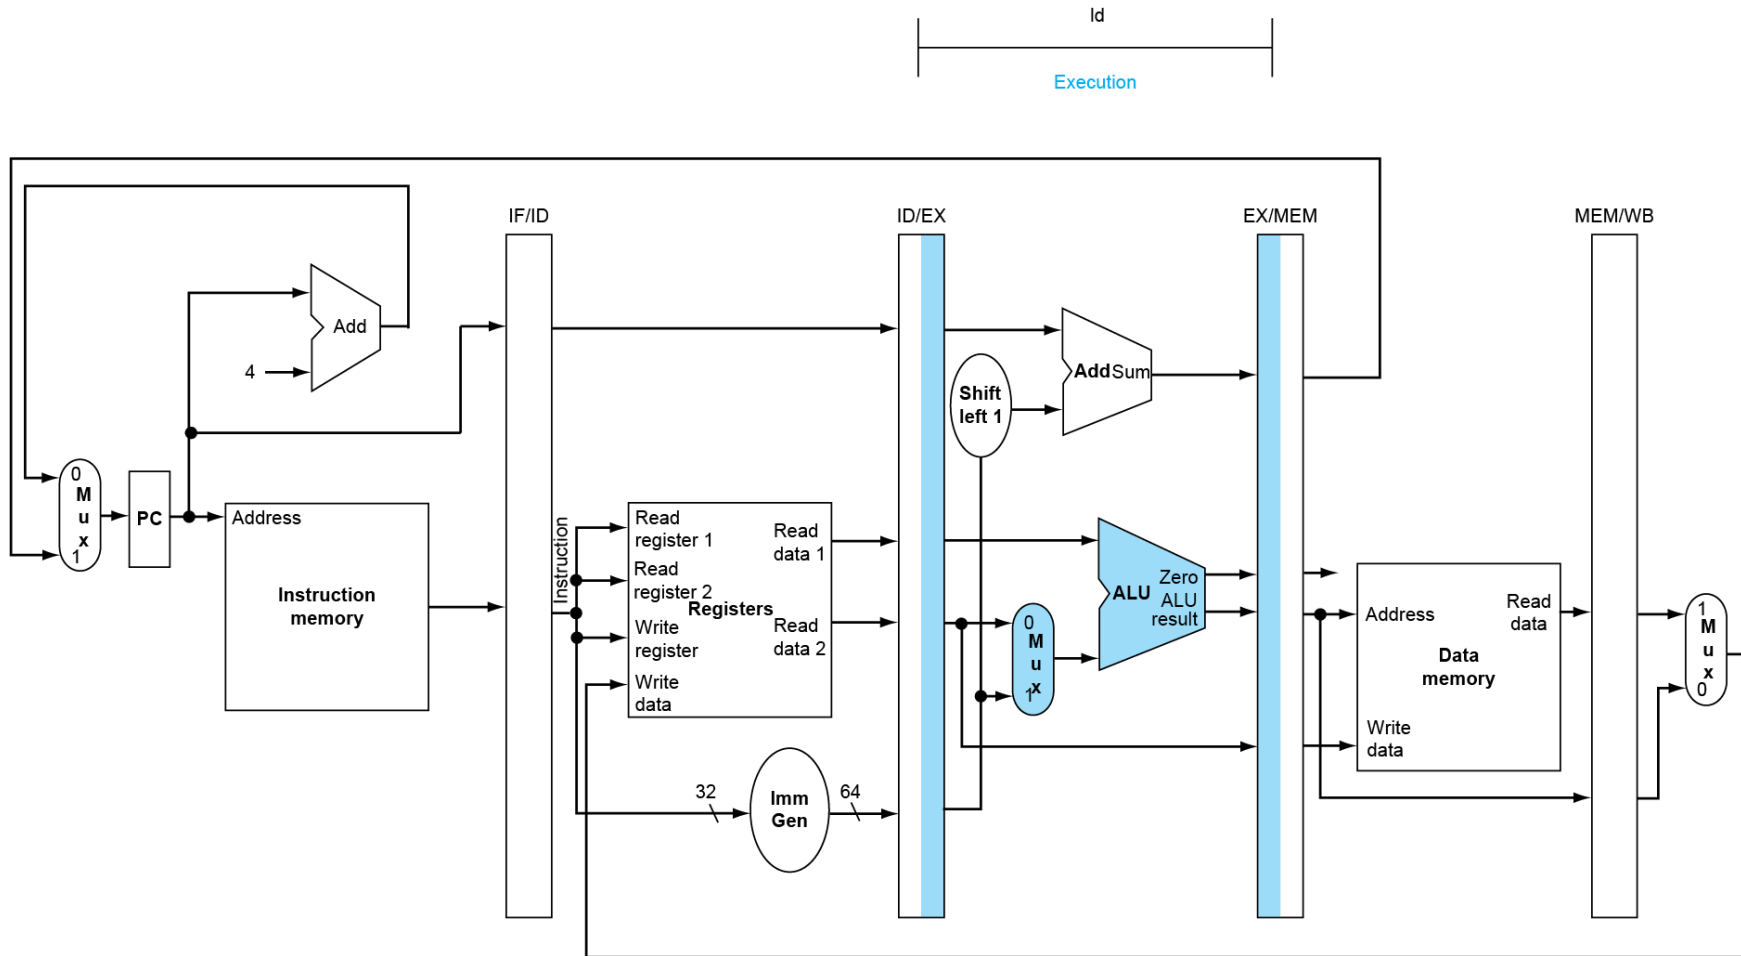 ld
Execution
IF/ID
ID/EX
EX/MEM
MEM/WB
Add
4
Add Sum
Shift
left 1
0
M
u
x
1
PC
Address
Instruction
memory
Instruction
Read
register 1
Read
register 2
Write
register
Write
data
Registers
Read
data 1
Read
data 2
32
Imm
Gen
64
0
M
u
x
1
ALU
Zero
ALU
result
Address
Read
data
Data
memory
Write
data
1
M
u
x
0